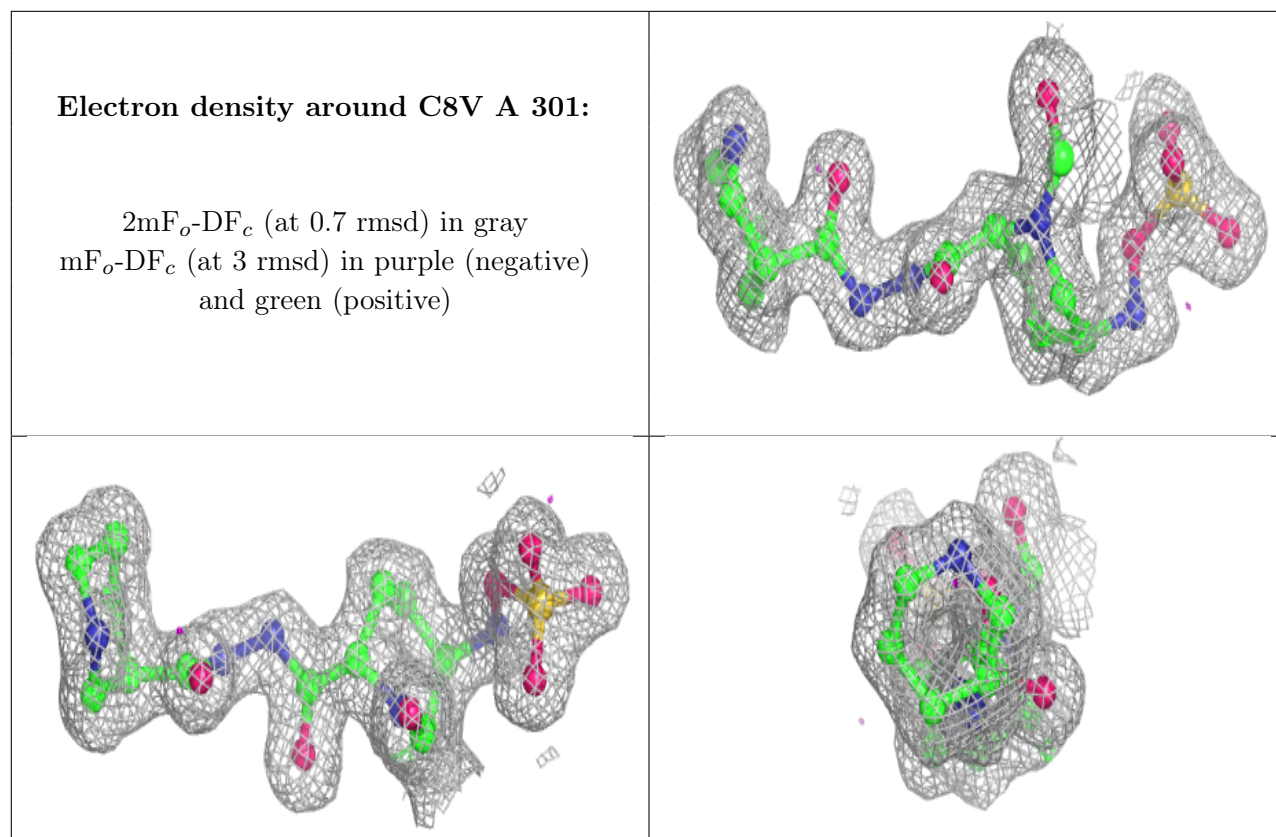 Electron density around C8V A 301:
2mFₒ-DF𝒸 (at 0.7 rmsd) in gray
mFₒ-DF𝒸 (at 3 rmsd) in purple (negative)
and green (positive)